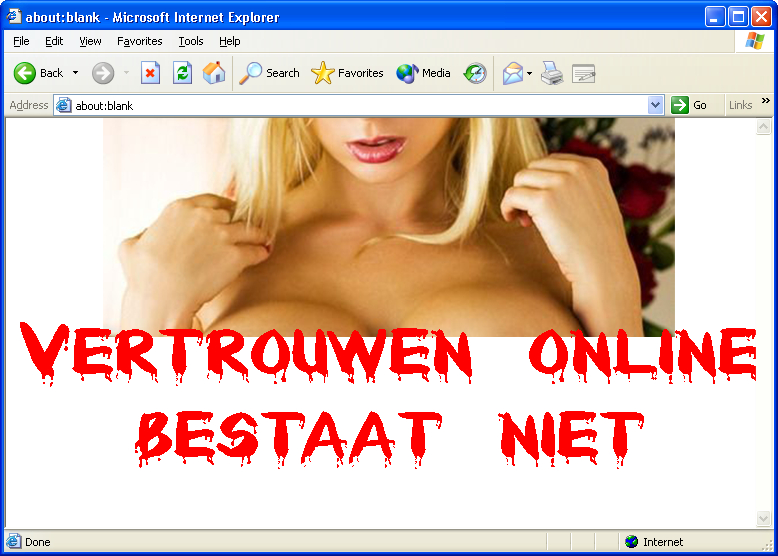 about:blank - Microsoft Internet Explorer
File Edit View Favorites Tools Help
Back Search Favorites Media
Address about:blank Go Links »
VERTROUWEN ONLINE
BESTAAT NIET
Done Internet